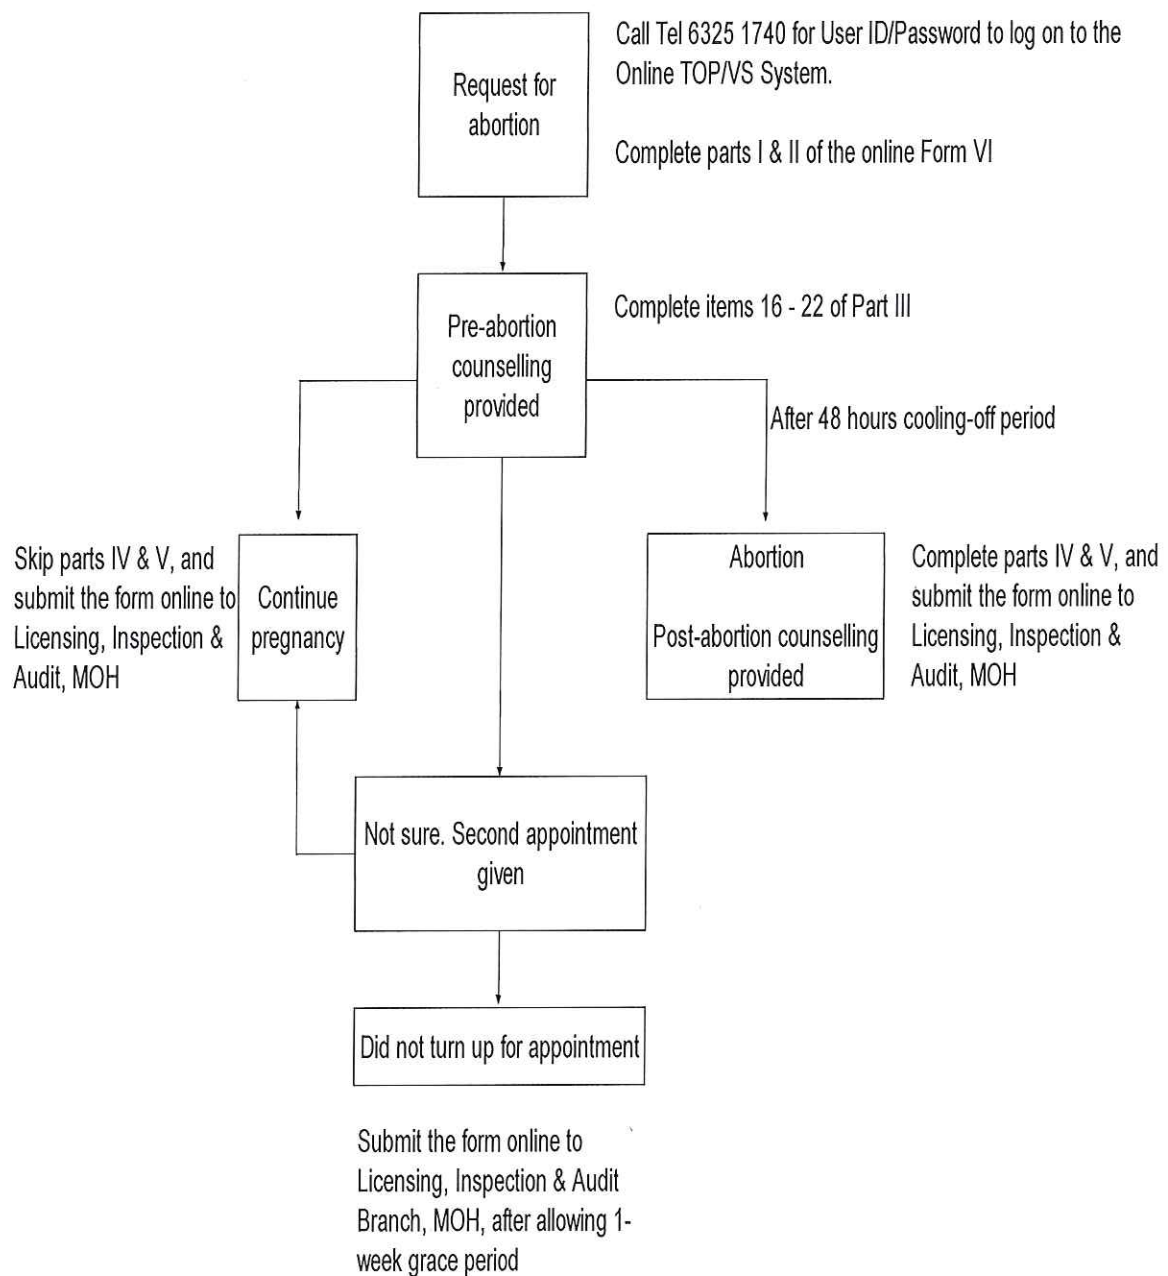 Request for
abortion
Call Tel 6325 1740 for User ID/Password to log on to the
Online TOP/VS System.
Complete parts I & II of the online Form VI
Pre-abortion
counselling
provided
Complete items 16 - 22 of Part III
After 48 hours cooling-off period
Skip parts IV & V, and
submit the form online to
Licensing, Inspection &
Audit, MOH
Continue
pregnancy
Abortion
Post-abortion counselling
provided
Complete parts IV & V, and
submit the form online to
Licensing, Inspection &
Audit, MOH
Not sure. Second appointment
given
Did not turn up for appointment
Submit the form online to
Licensing, Inspection & Audit
Branch, MOH, after allowing 1-
week grace period